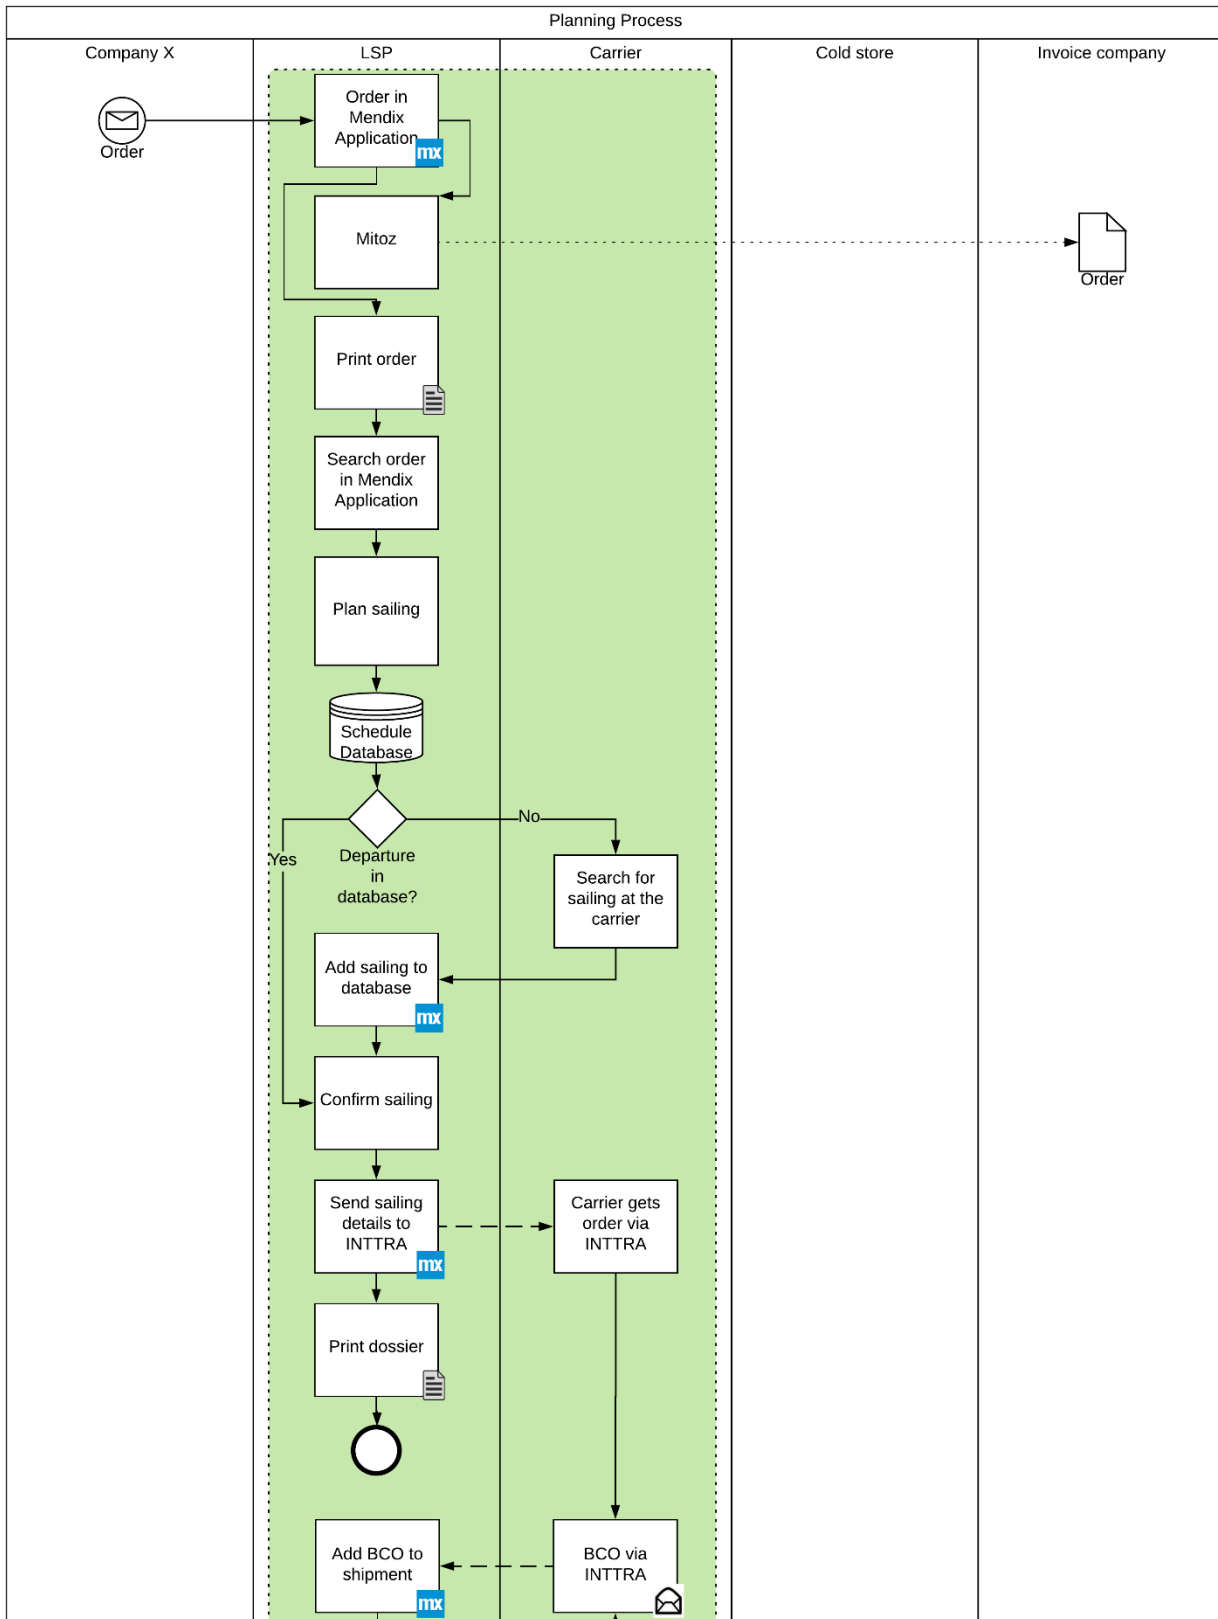 Planning Process
Company X
LSP
Carrier
Cold store
Invoice company
Order in
Mendix
Application
mx
Order
Mitoz
Order
Print order
Search order
in Mendix
Application
Plan sailing
Schedule
Database
No
Yes
Departure
in
database?
Search for
sailing at the
carrier
Add sailing to
database
mx
Confirm sailing
Send sailing
details to
INTTRA
mx
Carrier gets
order via
INTTRA
Print dossier
Add BCO to
shipment
mx
BCO via
INTTRA